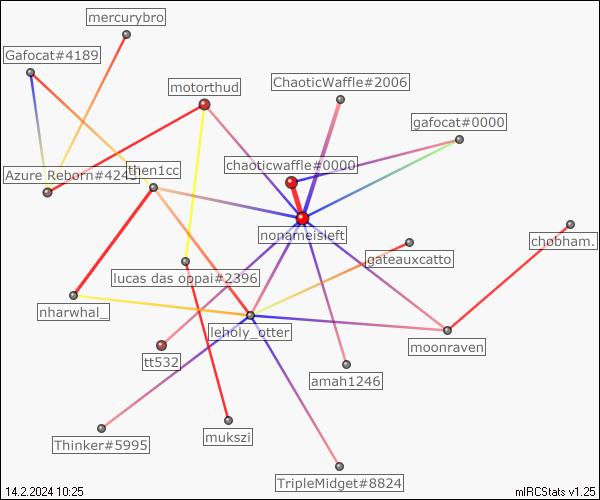 mercurybro
Gafocat#4189
motorthud
ChaoticWaffle#2006
gafocat#0000
chaoticwaffle#0000
Azure Reborn#424
then1cc
nonameisleft
chobham.
gateauxcatto
lucas das oppai#2396
nharwhal_
leholy_otter
moonraven
tt532
amah1246
mukszi
Thinker#5995
TripleMidget#8824
14.2.2024 10:25
mIRCStats v1.25